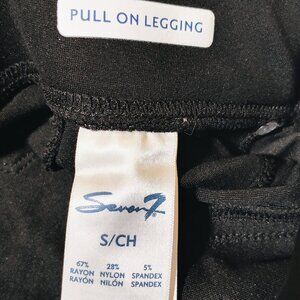 PULL ON LEGGING
Seven7
S/CH
67% 28% 5%
RAYON NYLON SPANDEX
RAYÓN NILÓN SPANDEX